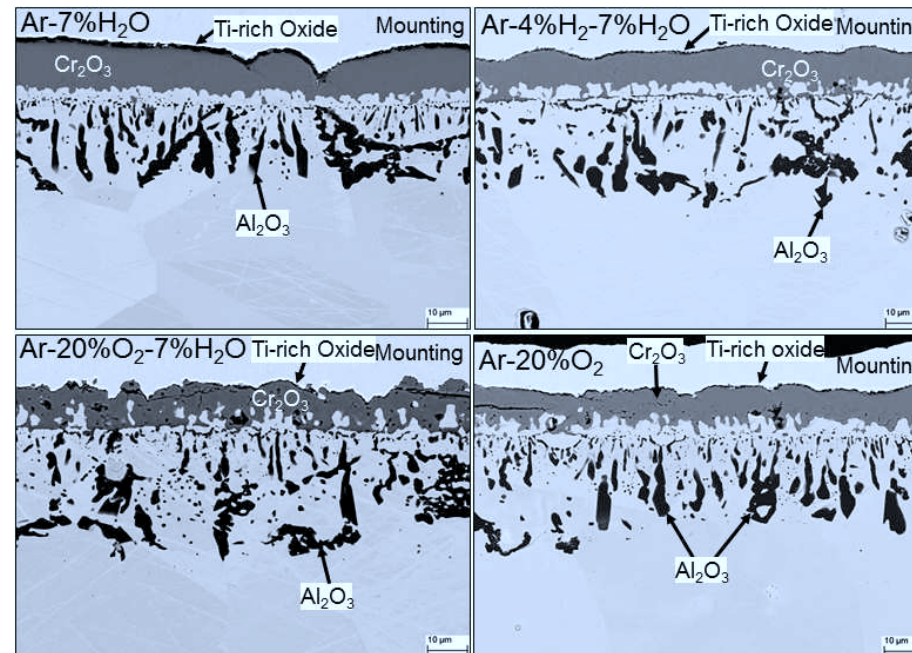 Ar-7%H₂O
Ti-rich Oxide
Mounting
Cr₂O₃
Al₂O₃
10 µm
Ar-4%H₂-7%H₂O
Ti-rich oxide
Mountin
Cr₂O₃
Al₂O₃
10 µm
Ar-20%O₂-7%H₂O
Ti-rich Oxide
Mounting
Cr₂O₃
Al₂O₃
10 µm
Ar-20%O₂
Cr₂O₃
Ti-rich oxide
Mountin
Al₂O₃
10 µm